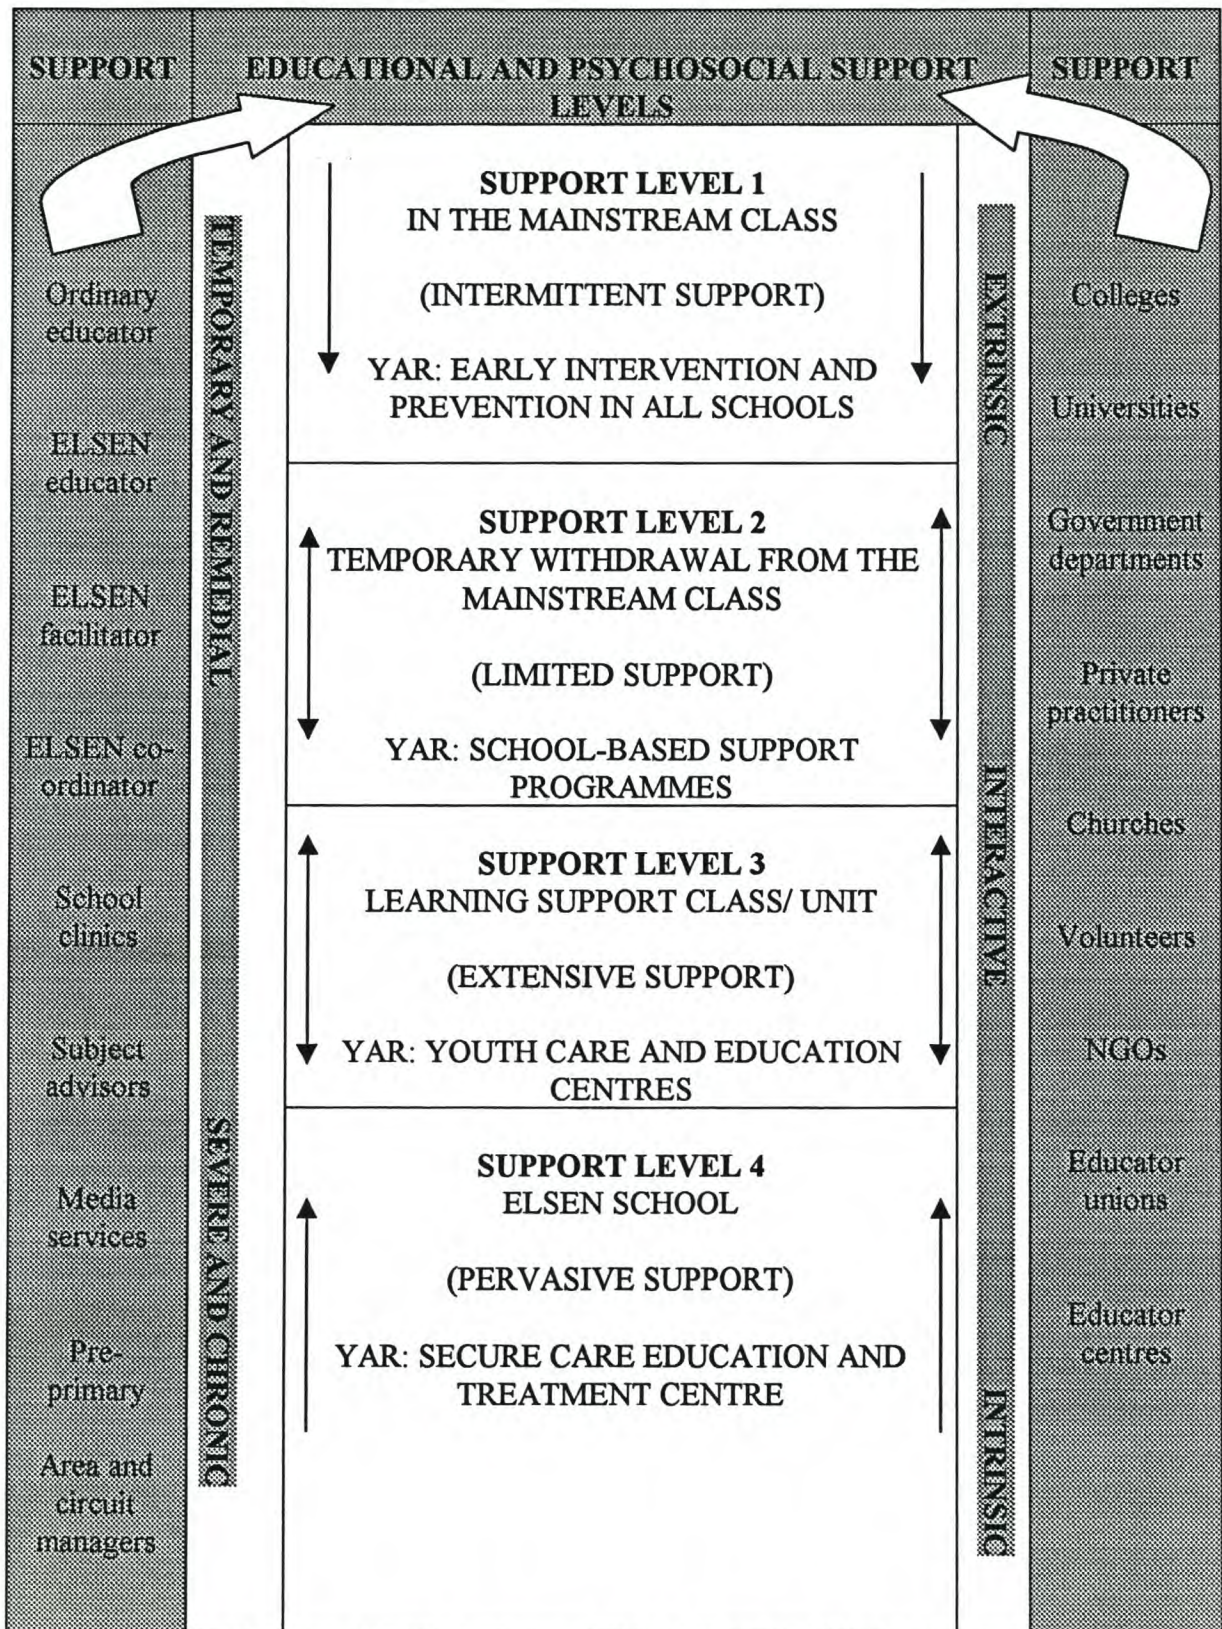 SUPPORT
EDUCATIONAL AND PSYCHOSOCIAL SUPPORT
LEVELS
SUPPORT
Ordinary
educator
ELSEN
educator
ELSEN
facilitator
ELSEN co-
ordinator
School
clinics
Subject
advisors
Media
services
Pre-
primary
Area and
circuit
managers
TEMPORARY AND REMEDIAL
SEVERE AND CHRONIC
SUPPORT LEVEL 1
IN THE MAINSTREAM CLASS
(INTERMITTENT SUPPORT)
YAR: EARLY INTERVENTION AND
PREVENTION IN ALL SCHOOLS
SUPPORT LEVEL 2
TEMPORARY WITHDRAWAL FROM THE
MAINSTREAM CLASS
(LIMITED SUPPORT)
YAR: SCHOOL-BASED SUPPORT
PROGRAMMES
SUPPORT LEVEL 3
LEARNING SUPPORT CLASS/ UNIT
(EXTENSIVE SUPPORT)
YAR: YOUTH CARE AND EDUCATION
CENTRES
SUPPORT LEVEL 4
ELSEN SCHOOL
(PERVASIVE SUPPORT)
YAR: SECURE CARE EDUCATION AND
TREATMENT CENTRE
EXTRINSIC
INTERACTIVE
INTRINSIC
Colleges
Universities
Government
departments
Private
practitioners
Churches
Volunteers
NGOs
Educator
unions
Educator
centres